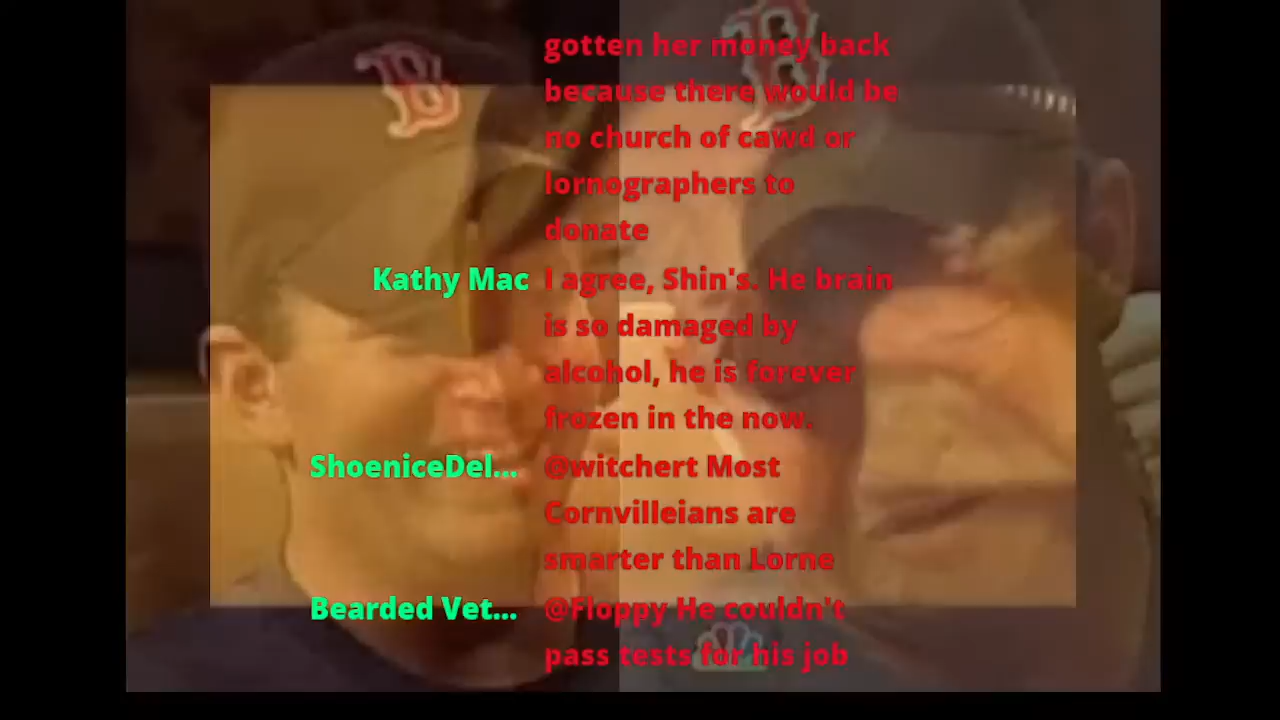 gotten her money back
because there would be
no church of cawd or
lornographers to
donate
Kathy Mac I agree, Shin's. He brain
is so damaged by
alcohol, he is forever
frozen in the now.
ShoeniceDel... @witchert Most
Cornvilleians are
smarter than Lorne
Bearded Vet... @Floppy He couldn't
pass tests for his job
B
B